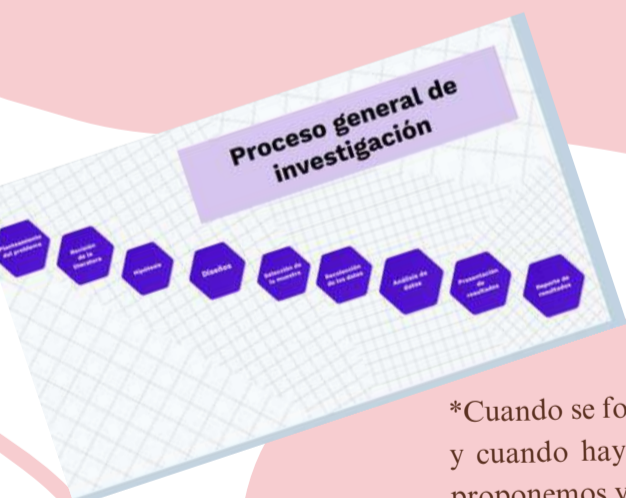 Proceso general de
investigación
Planteamiento
del problema
Revisión
de la
literatura
Hipótesis
Diseños
Selección de
la muestra
Recolección
de los datos
Análisis de
datos
Presentación
de
resultados
Reporte de
resultados
*Cuando se fo
y cuando hay
proponemos y